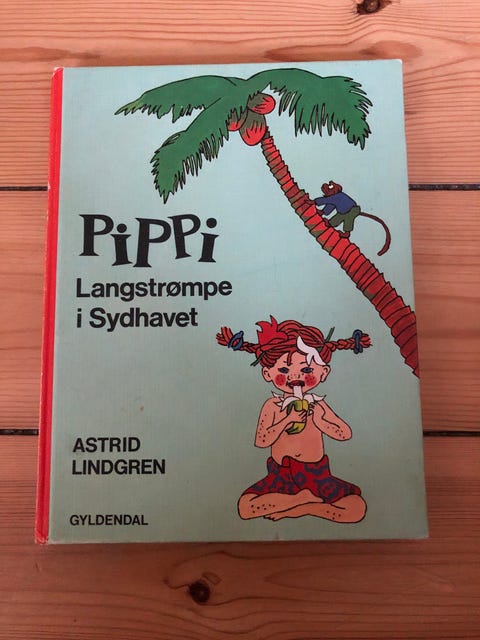 PiPPi
Langstrømpe
i Sydhavet
ASTRID
LINDGREN
GYLDENDAL